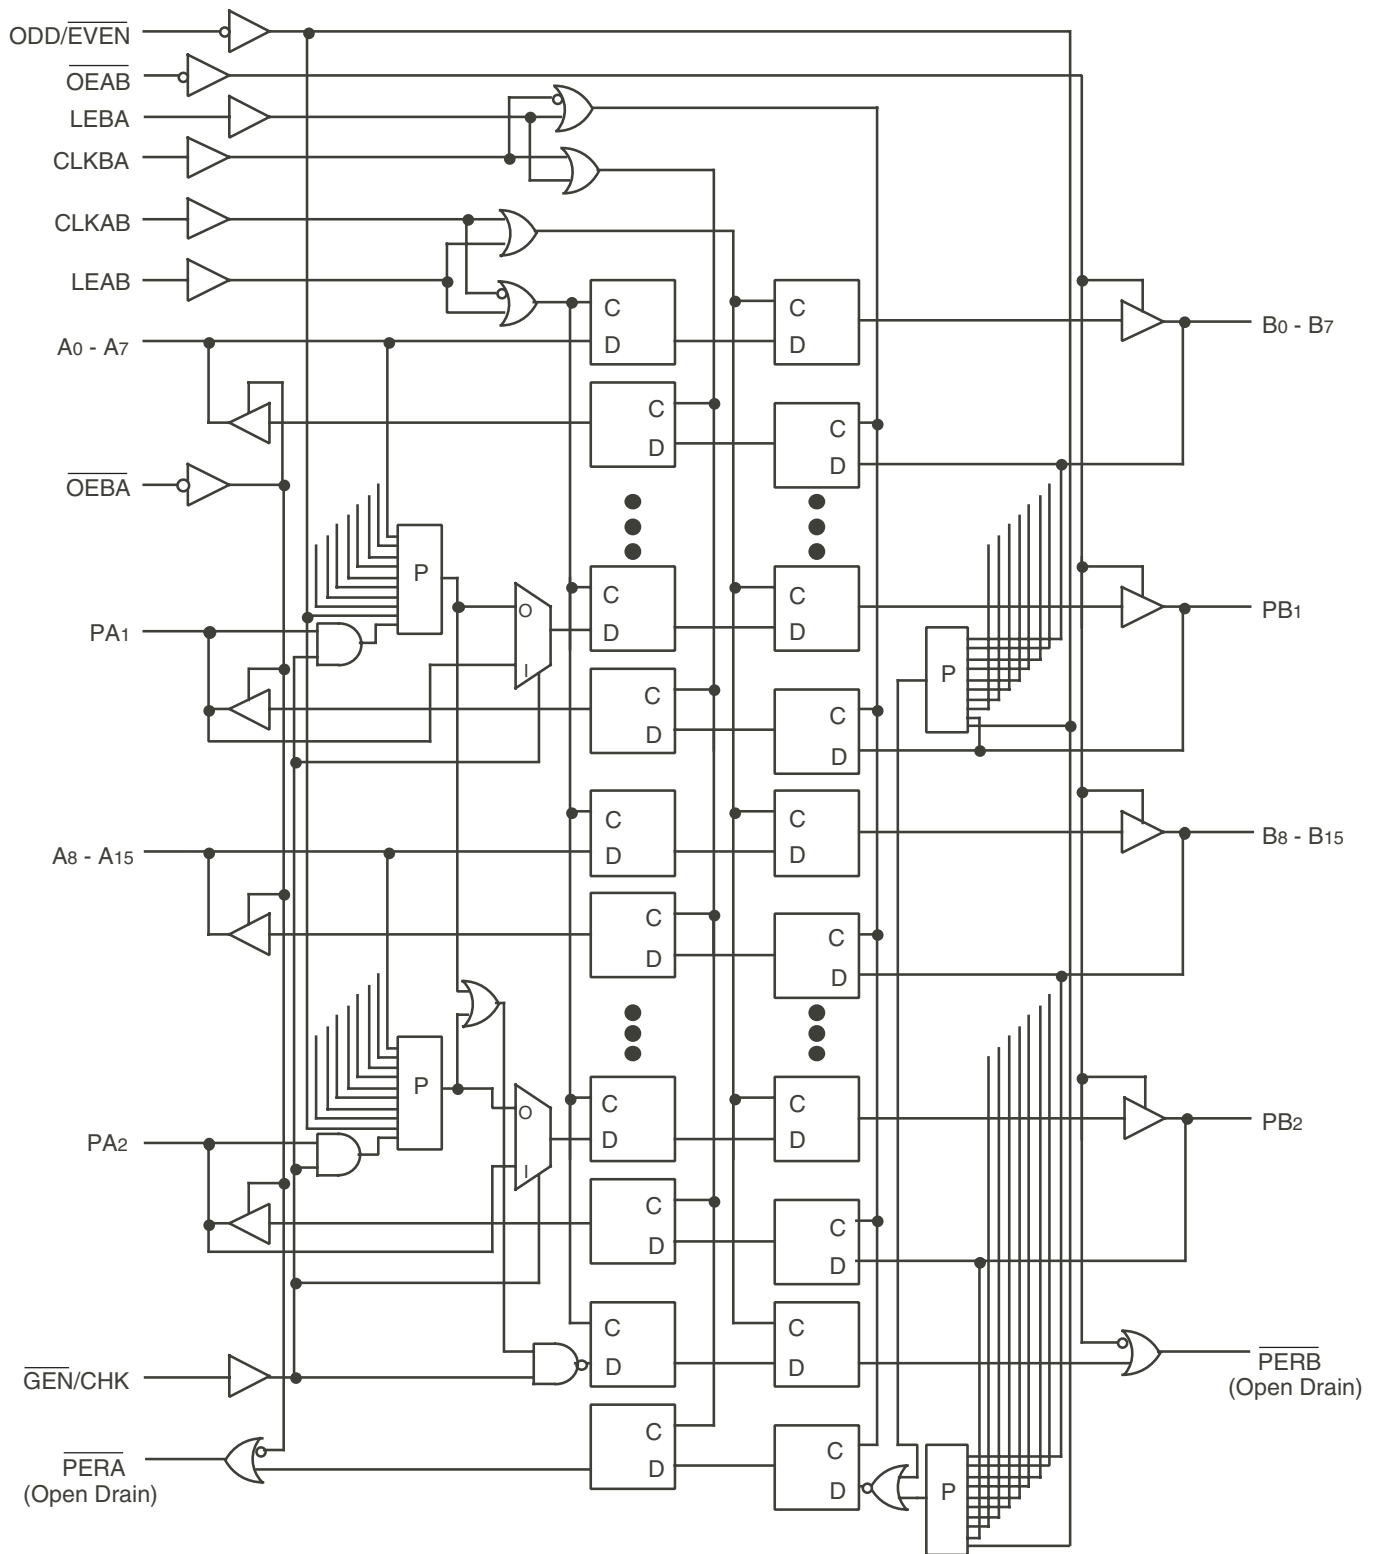 ODD/EVEN
OEAB
LEBA
CLKBA
CLKAB
LEAB
C
C
A0 - A7
D
D
B0 - B7
C
C
D
D
OEBA
P
C
C
O
PA1
D
D
PB1
I
P
C
C
D
D
C
C
A8 - A15
D
D
B8 - B15
C
C
D
D
P
C
C
O
PA2
D
D
PB2
I
C
C
D
D
C
C
GEN/CHK
D
D
PERB
(Open Drain)
C
C
PERA
(Open Drain)
D
D
P